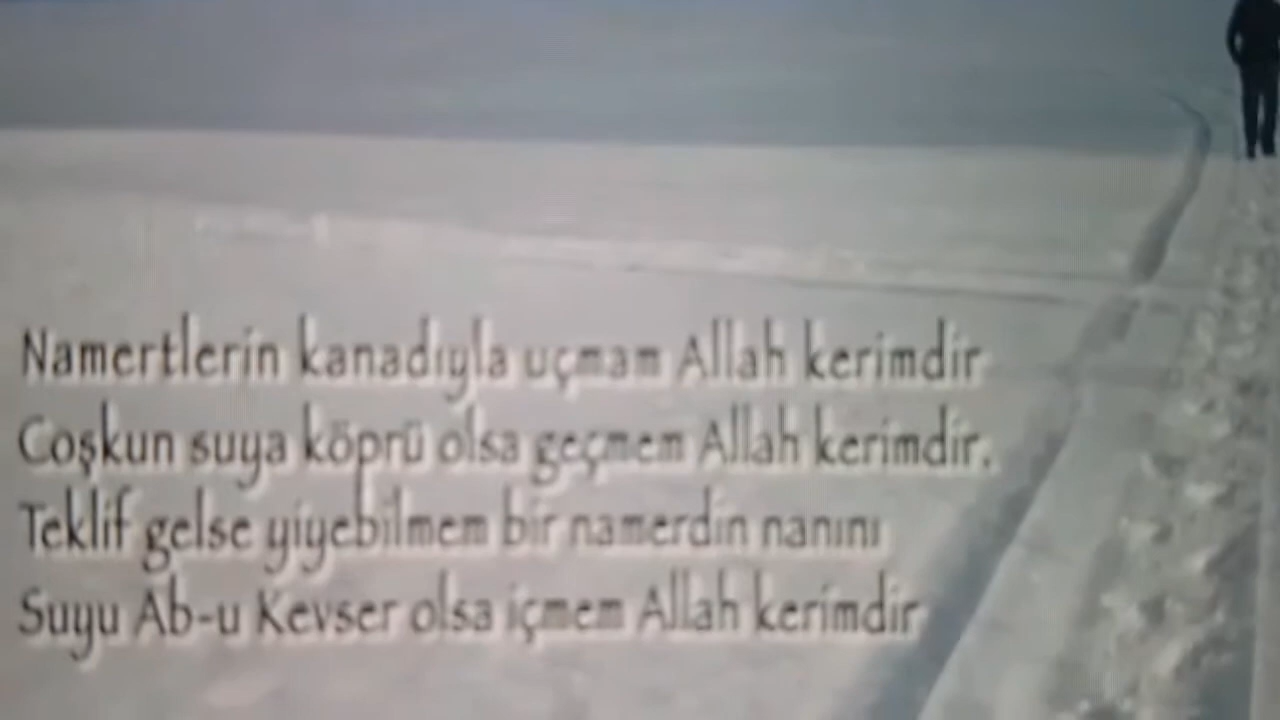 Namertlerin kanadıyla uçmam Allah kerimdir
Coşkun suya köprü olsa geçmem Allah kerimdir.
Teklif gelse yiyebilmem bir namerdin nanını
Suyu Ab-u Kevser olsa içmem Allah kerimdir